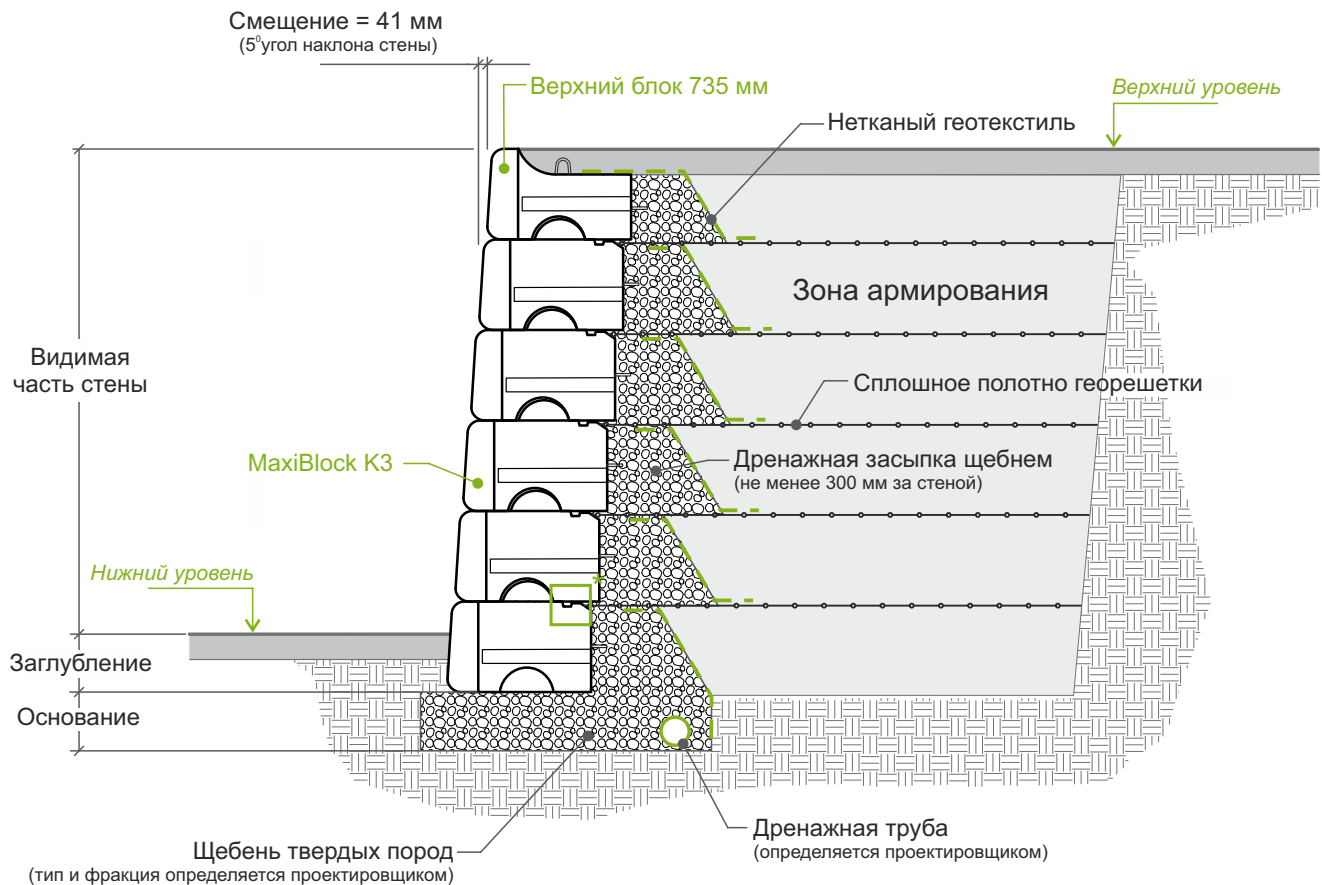 Смещение = 41 мм
(5⁰угол наклона стены)
Верхний блок 735 мм
Верхний уровень
Нетканый геотекстиль
Зона армирования
Видимая
часть стены
Сплошное полотно георешетки
MaxiBlock К3
Дренажная засыпка щебнем
(не менее 300 мм за стеной)
Нижний уровень
*
Заглубление
Основание
Дренажная труба
(определяется проектировщиком)
Щебень твердых пород
(тип и фракция определяется проектировщиком)